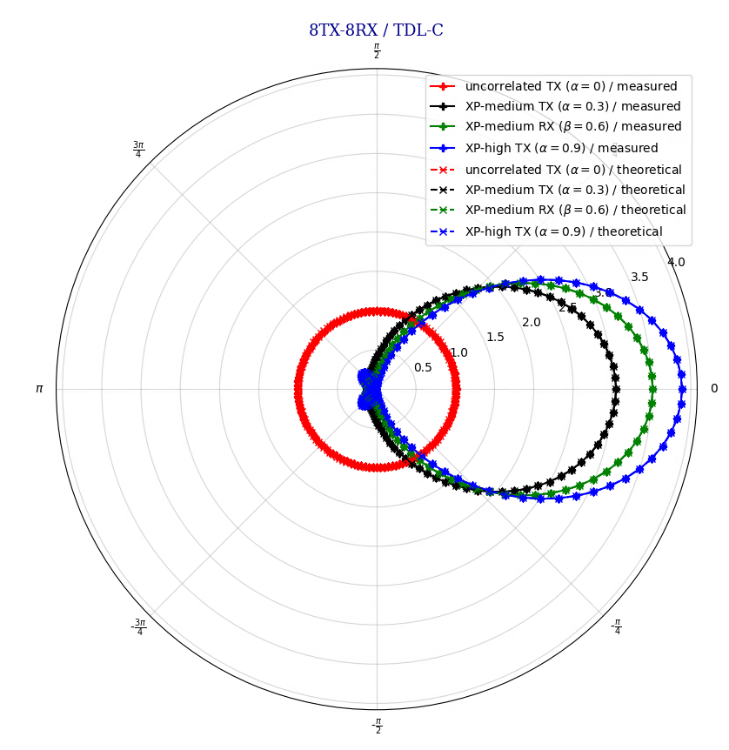 8TX-8RX / TDL-C
π/2
uncorrelated TX (α = 0) / measured
XP-medium TX (α = 0.3) / measured
XP-medium RX (β = 0.6) / measured
XP-high TX (α = 0.9) / measured
uncorrelated TX (α = 0) / theoretical
XP-medium TX (α = 0.3) / theoretical
XP-medium RX (β = 0.6) / theoretical
XP-high TX (α = 0.9) / theoretical
3π/4
4.0
3.5
3.0
2.5
2.0
1.5
1.0
0.5
π
0
-3π/4
-π/4
-π/2